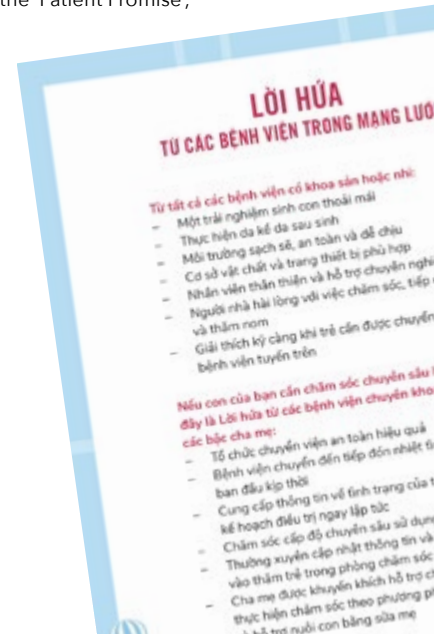 the 'Patient Promise',
LỜI HỨA
TỪ CÁC BỆNH VIỆN TRONG MẠNG LƯỚ
Từ tất cả các bệnh viện có khoa sản hoặc nhi:
– Một trải nghiệm sinh con thoải mái
– Thực hiện da kề da sau sinh
– Môi trường sạch sẽ, an toàn và dễ chịu
– Cơ sở vật chất và trang thiết bị phù hợp
– Nhân viên thân thiện và hỗ trợ chuyên nghi
– Người nhà hài lòng với việc chăm sóc, tiếp
và thăm nom
– Giải thích kỹ càng khi trẻ cần được chuyển
bệnh viện tuyến trên
Nếu con của bạn cần chăm sóc chuyên sâu
đây là Lời hứa từ các bệnh viện chuyên kho
các bậc cha mẹ:
– Tổ chức chuyển viện an toàn hiệu quả
– Bệnh viện chuyển đến tiếp đón nhiệt tì
ban đầu kịp thời
– Cung cấp thông tin về tình trạng của t
kế hoạch điều trị ngay lập tức
– Chăm sóc cấp độ chuyên sâu sử dụng
– Thường xuyên cập nhật thông tin và
vào thăm trẻ trong phòng chăm sóc
– Cha mẹ được khuyến khích hỗ trợ c
thực hiện chăm sóc theo phương ph
hỗ trợ nuôi con bằng sữa mẹ